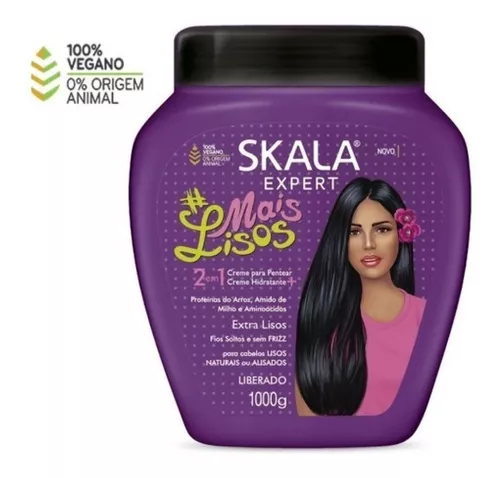 100%
VEGANO
0% ORIGEM
ANIMAL
100%
VEGANO
0% ORIGEM
ANIMAL
SKALA®
NOVO
EXPERT
#Mais
Lisos
2 em 1 Creme para Pentear
Creme Hidratante +
Proteínas do Arroz, Amido de
Milho e Aminoácidos
Extra Lisos
Fios Soltos e sem FRIZZ
para cabelos LISOS
NATURAIS ou ALISADOS
LIBERADO
1000g